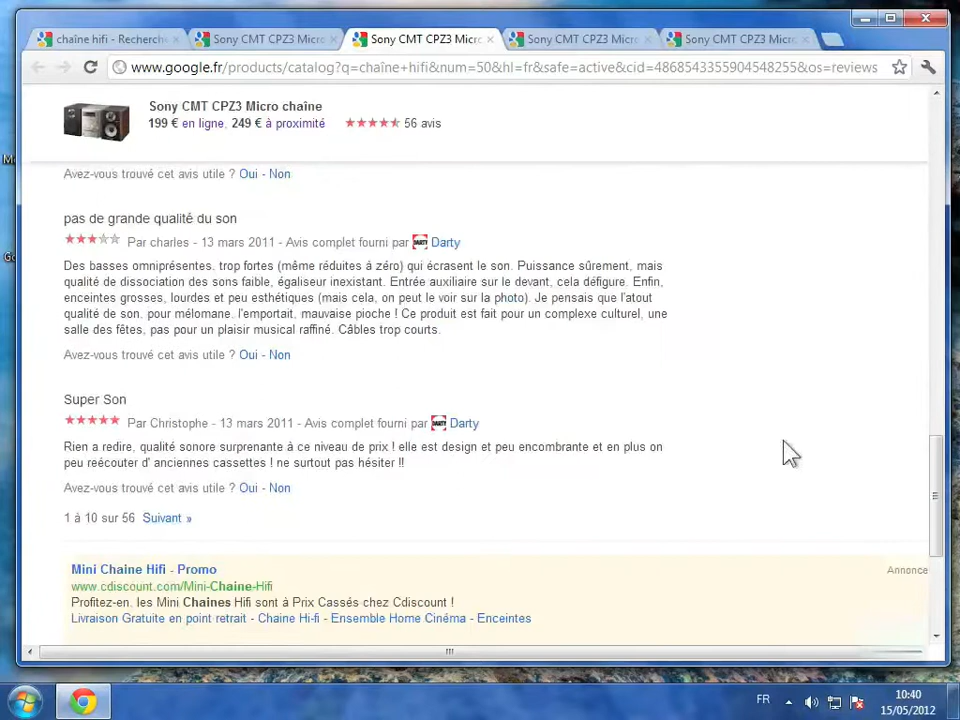 chaîne hifi - Recherch
Sony CMT CPZ3 Micro
Sony CMT CPZ3 Micro
Sony CMT CPZ3 Micro
Sony CMT CPZ3 Micro
www.google.fr/products/catalog?q=chaîne+hifi&num=50&hl=fr&safe=active&cid=4868543355904548255&os=reviews
Sony CMT CPZ3 Micro chaîne
199 € en ligne, 249 € à proximité 56 avis
Avez-vous trouvé cet avis utile ? Oui - Non
pas de grande qualité du son
Par charles - 13 mars 2011 - Avis complet fourni par DARTY Darty
Des basses omniprésentes. trop fortes (même réduites á zéro) qui écrasent le son. Puissance sûrement, mais
qualité de dissociation des sons faible, égaliseur inexistant. Entrée auxiliaire sur le devant, cela défigure. Enfin,
enceintes grosses, lourdes et peu esthétiques (mais cela, on peut le voir sur la photo). Je pensais que l'atout
qualité de son. pour mélomane. l'emportait, mauvaise pioche ! Ce produit est fait pour un complexe culturel, une
salle des fêtes, pas pour un plaisir musical raffiné. Câbles trop courts.
Avez-vous trouvé cet avis utile ? Oui - Non
Super Son
Par Christophe - 13 mars 2011 - Avis complet fourni par DARTY Darty
Rien a redire, qualité sonore surprenante à ce niveau de prix ! elle est design et peu encombrante et en plus on
peu reécouter d' anciennes cassettes ! ne surtout pas hésiter !!
Avez-vous trouvé cet avis utile ? Oui - Non
1 à 10 sur 56 Suivant »
Mini Chaine Hifi - Promo
Annonce
www.cdiscount.com/Mini-Chaine-Hifi
Profitez-en. les Mini Chaines Hifi sont à Prix Cassés chez Cdiscount !
Livraison Gratuite en point retrait - Chaine Hi-fi - Ensemble Home Cinéma - Enceintes
FR
10:40
15/05/2012